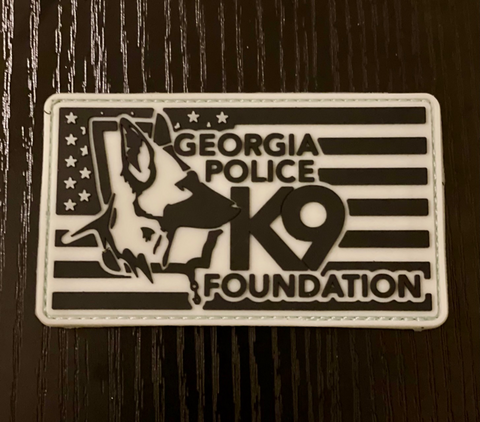 GEORGIA
POLICE
K9
FOUNDATION